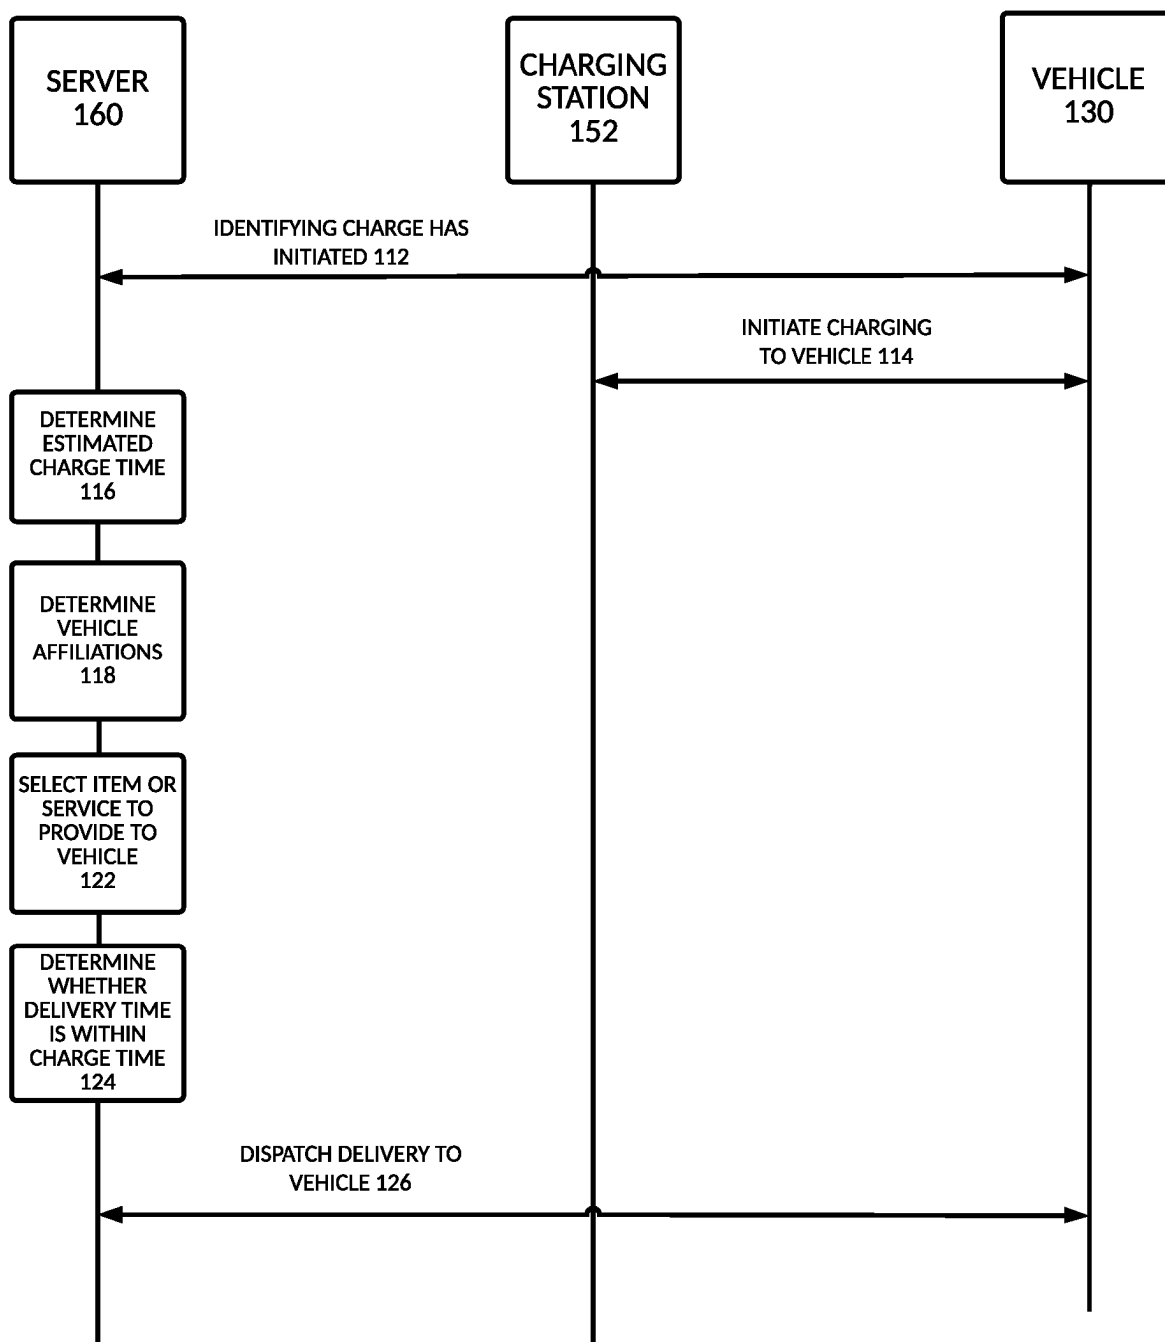 SERVER
160
CHARGING
STATION
152
VEHICLE
130
IDENTIFYING CHARGE HAS
INITIATED 112
INITIATE CHARGING
TO VEHICLE 114
DETERMINE
ESTIMATED
CHARGE TIME
116
DETERMINE
VEHICLE
AFFILIATIONS
118
SELECT ITEM OR
SERVICE TO
PROVIDE TO
VEHICLE
122
DETERMINE
WHETHER
DELIVERY TIME
IS WITHIN
CHARGE TIME
124
DISPATCH DELIVERY TO
VEHICLE 126